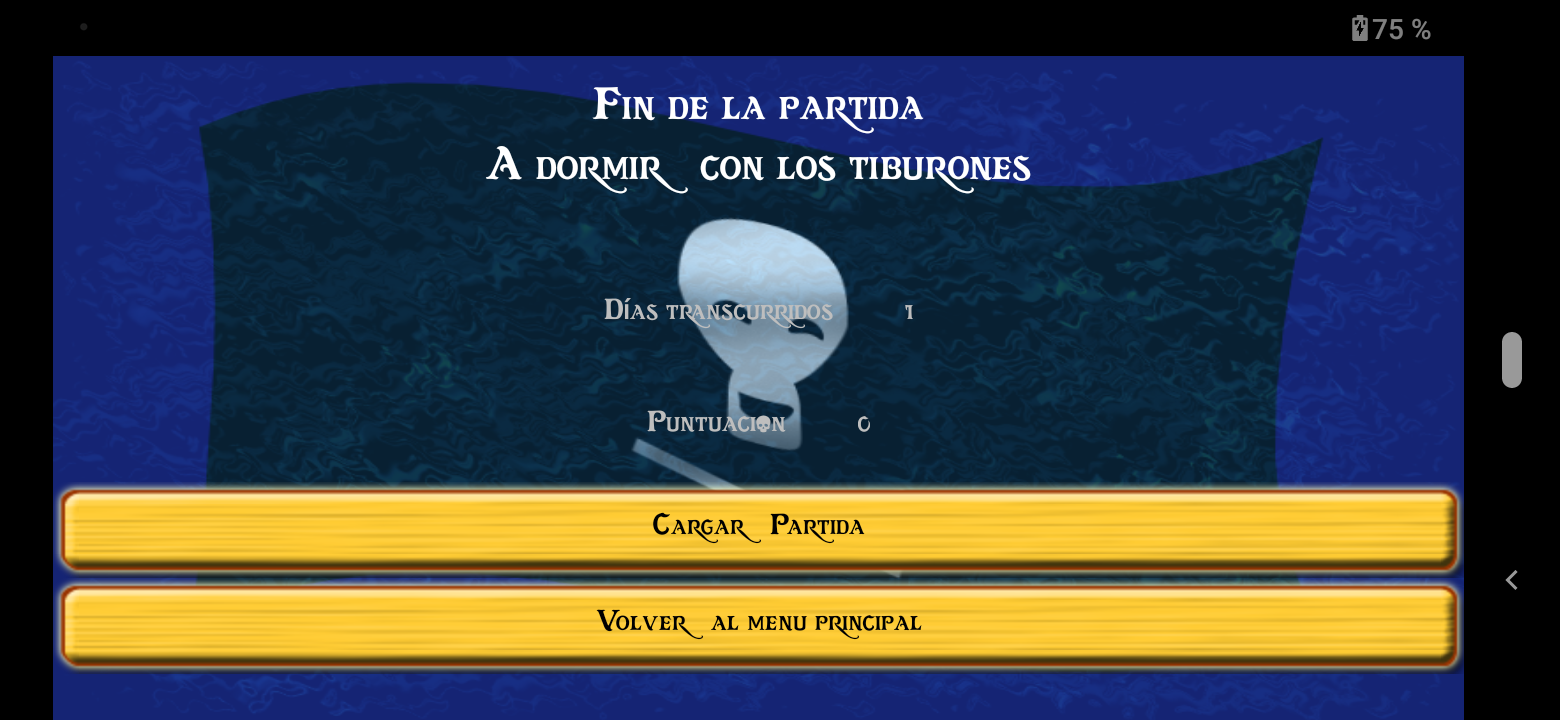 75 %
Fin de la partida
A dormir con los tiburones
Días transcurridos 1
Puntuación 0
Cargar Partida
Volver al menu principal